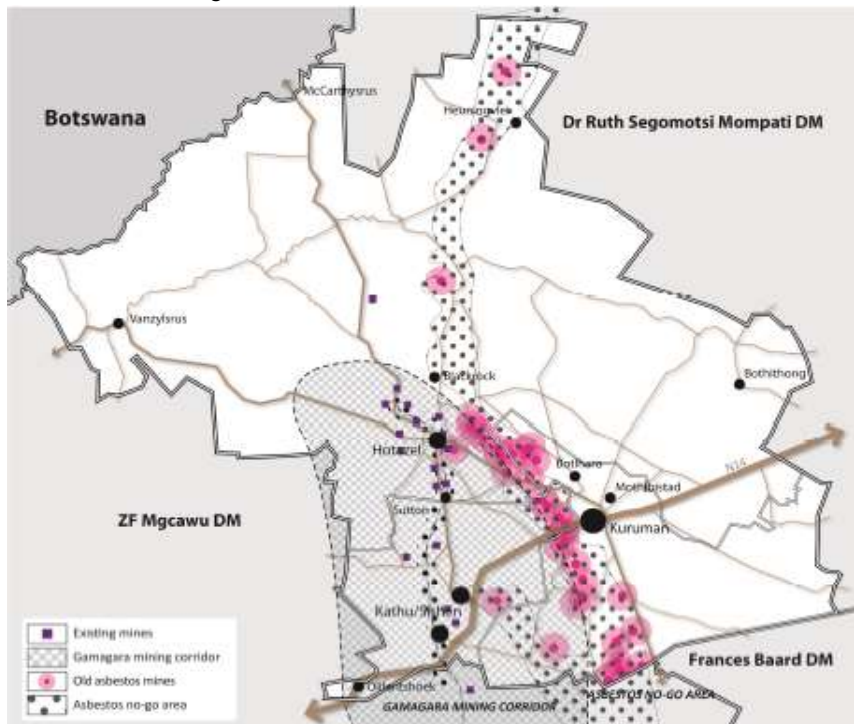 McCarthysrus
Botswana
Heuningvlei
Dr Ruth Segomotsi Mompati DM
Vanzylsrus
Blackrock
Bothithong
Hotazel
Batlharo
N14
Mothibistad
Sutton
Kuruman
ZF Mgcawu DM
Kathu/Sishen
Existing mines
Gamagara mining corridor
Old asbestos mines
Asbestos no-go area
Frances Baard DM
Olifantshoek
ASBESTOS NO-GO AREA
GAMAGARA MINING CORRIDOR